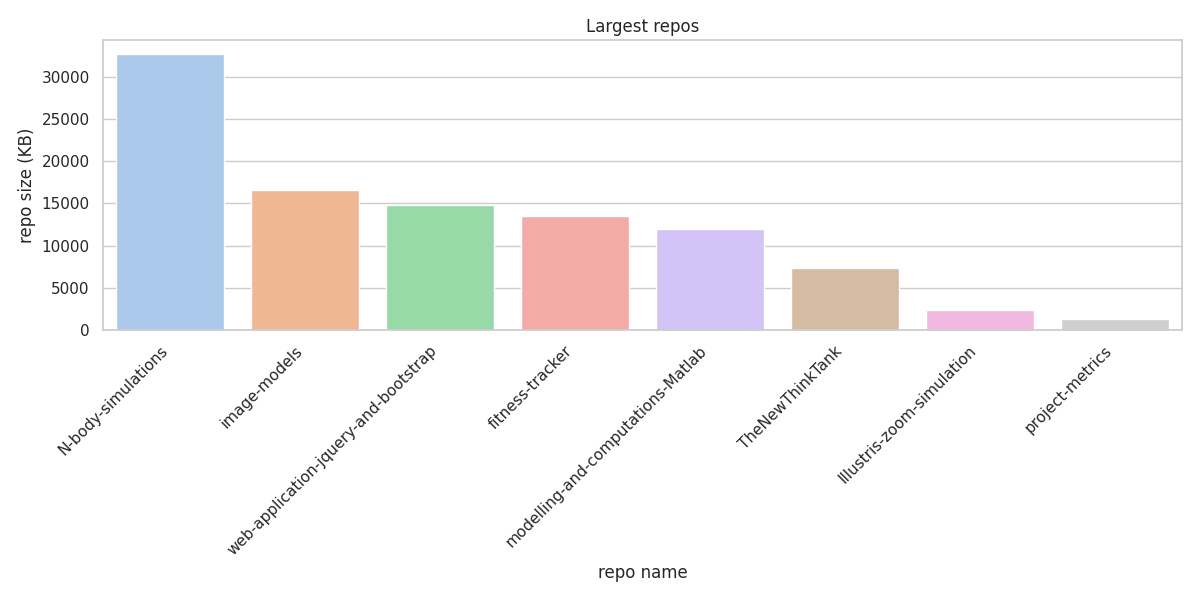 Largest repos
repo size (KB)
30000
25000
20000
15000
10000
5000
0
N-body-simulations
image-models
web-application-jquery-and-bootstrap
fitness-tracker
modelling-and-computations-Matlab
TheNewThinkTank
Illustris-zoom-simulation
project-metrics
repo name